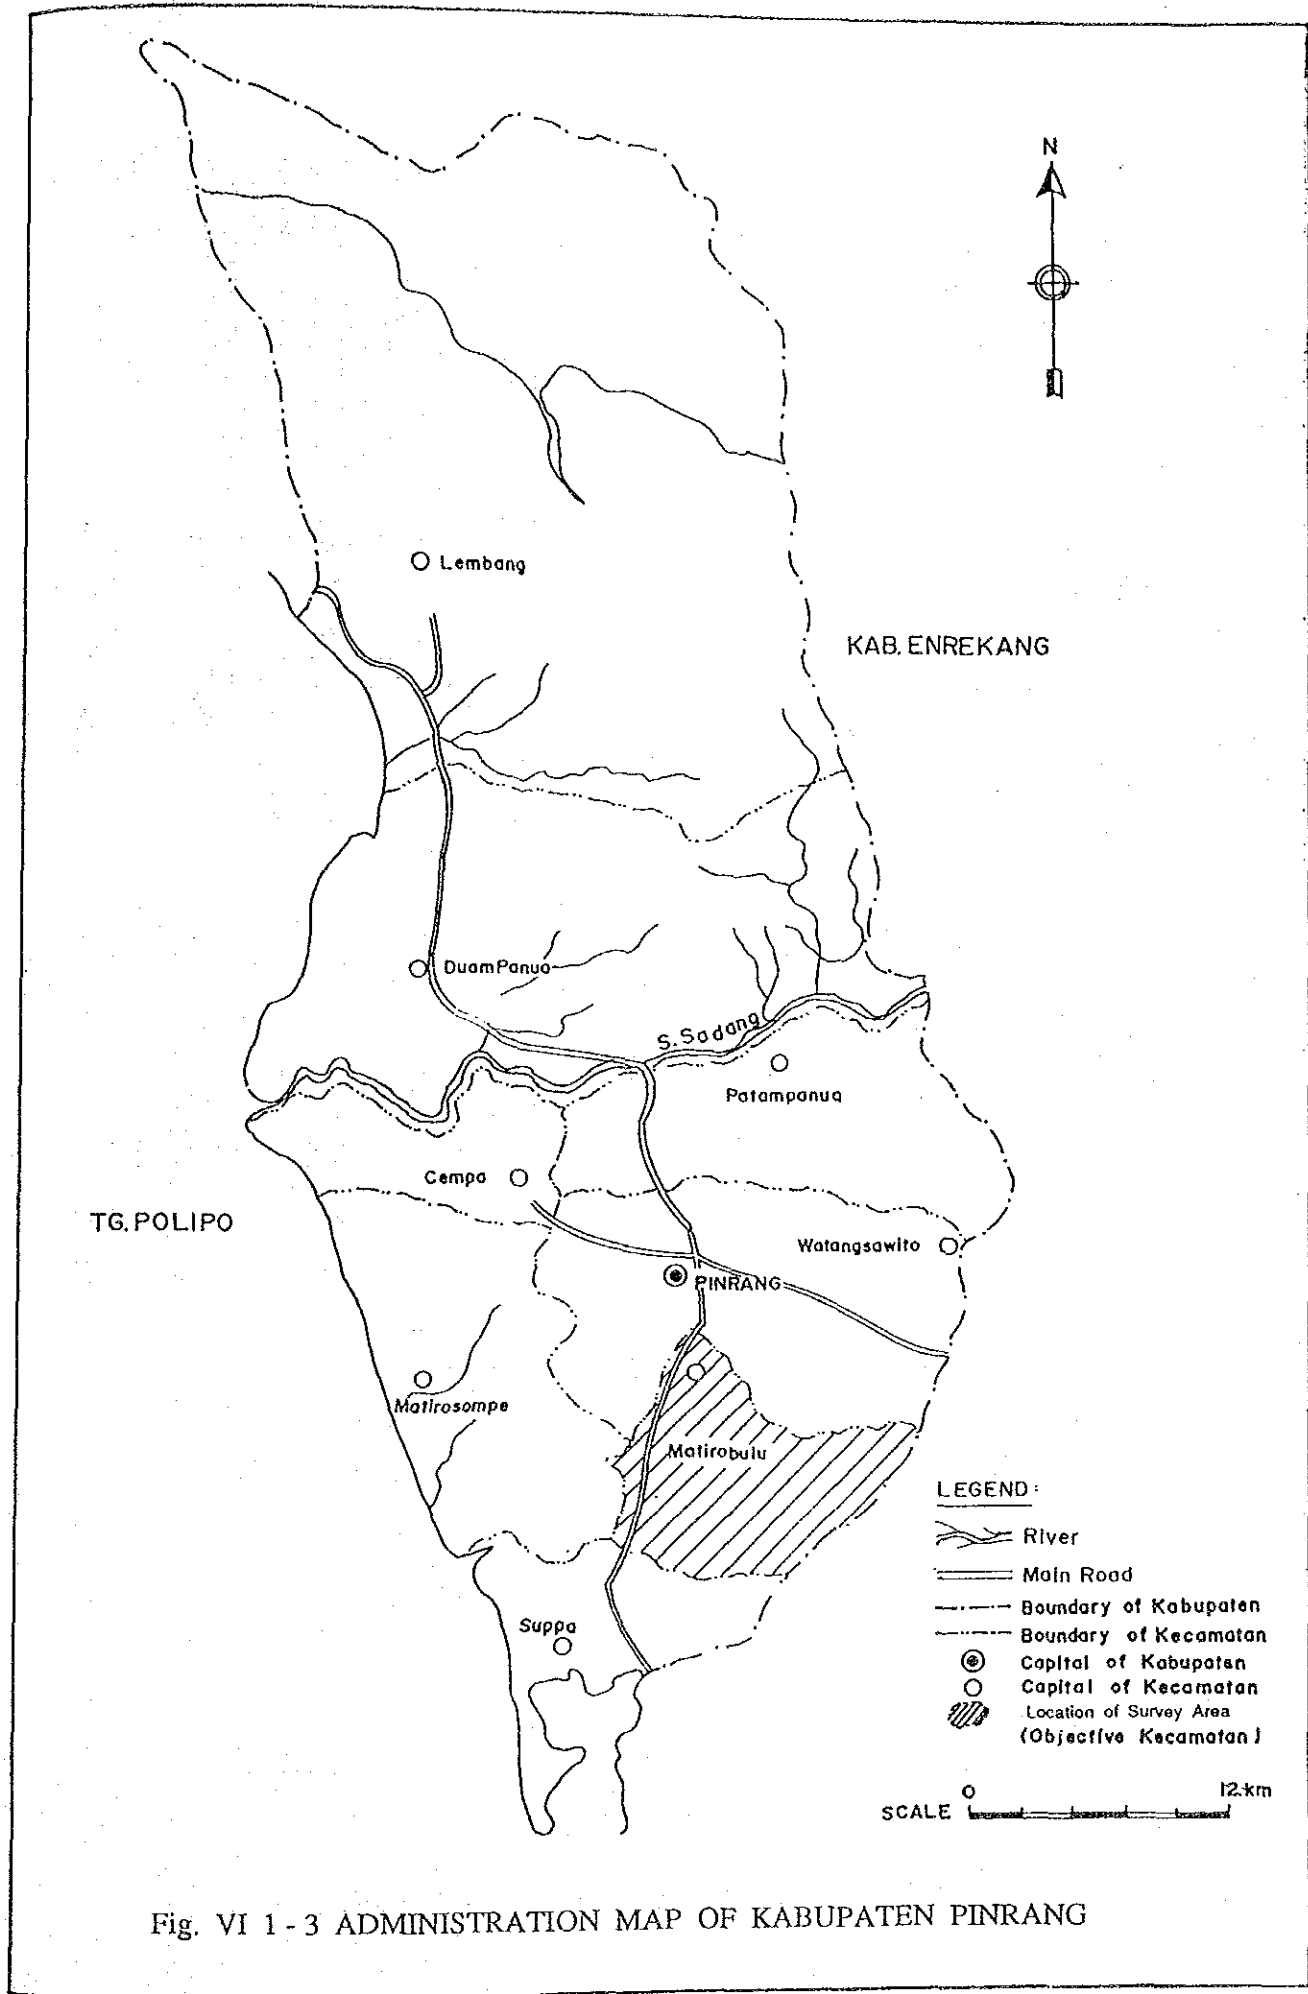 N
Lembang
KAB. ENREKANG
DuamPanua
S. Sadang
Patampanua
Cempa
TG. POLIPO
Watangsawito
PINRANG
Matirosompe
Matirobulu
LEGEND :
River
Main Road
Boundary of Kabupaten
Boundary of Kecamatan
Capital of Kabupaten
Capital of Kecamatan
Location of Survey Area
(Objective Kecamatan)
Suppa
0 12.km
SCALE
Fig. VI 1 - 3 ADMINISTRATION MAP OF KABUPATEN PINRANG